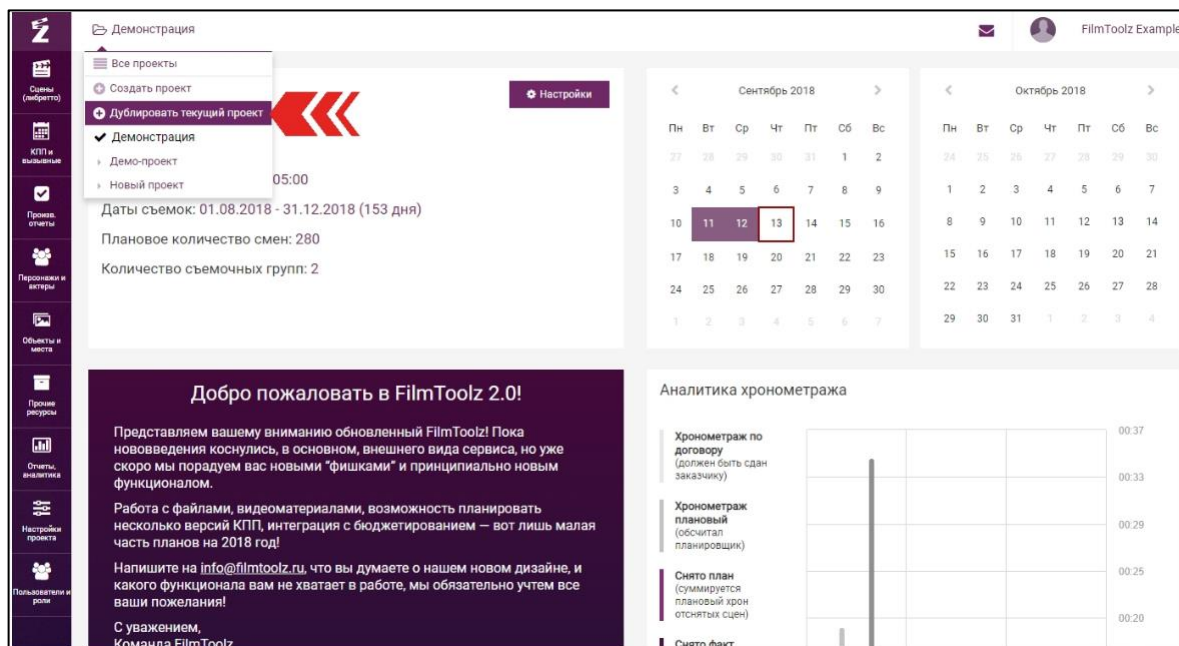 Демонстрация
FilmToolz Example
Все проекты
Создать проект
Дублировать текущий проект
Демонстрация
Демо-проект
Новый проект
Настройки
05:00
Даты съемок: 01.08.2018 - 31.12.2018 (153 дня)
Плановое количество смен: 280
Количество съемочных групп: 2
Сцены
(либретто)
КПП и
вызывные
Произв.
отчеты
Персонажи и
актеры
Объекты и
места
Прочие
ресурсы
Отчеты,
аналитика
Настройки
проекта
Пользователи и
роли
Сентябрь 2018
Пн Вт Ср Чт Пт Сб Вс
27 28 29 30 31 1 2
3 4 5 6 7 8 9
10 11 12 13 14 15 16
17 18 19 20 21 22 23
24 25 26 27 28 29 30
1 2 3 4 5 6 7
Октябрь 2018
Пн Вт Ср Чт Пт Сб Вс
24 25 26 27 28 29 30
1 2 3 4 5 6 7
8 9 10 11 12 13 14
15 16 17 18 19 20 21
22 23 24 25 26 27 28
29 30 31 1 2 3 4
Добро пожаловать в FilmToolz 2.0!
Представляем вашему вниманию обновленный FilmToolz! Пока
нововведения коснулись, в основном, внешнего вида сервиса, но уже
скоро мы порадуем вас новыми “фишками” и принципиально новым
функционалом.
Работа с файлами, видеоматериалами, возможность планировать
несколько версий КПП, интеграция с бюджетированием — вот лишь малая
часть планов на 2018 год!
Напишите на info@filmtoolz.ru, что вы думаете о нашем новом дизайне, и
какого функционала вам не хватает в работе, мы обязательно учтем все
ваши пожелания!
С уважением,
Команда FilmToolz
Аналитика хронометража
Хронометраж по
договору
(должен быть сдан
заказчику)
Хронометраж
плановый
(обсчитал
планировщик)
Снято план
(суммируется
плановый хрон
отснятых сцен)
Снято факт
00:37
00:33
00:29
00:25
00:20